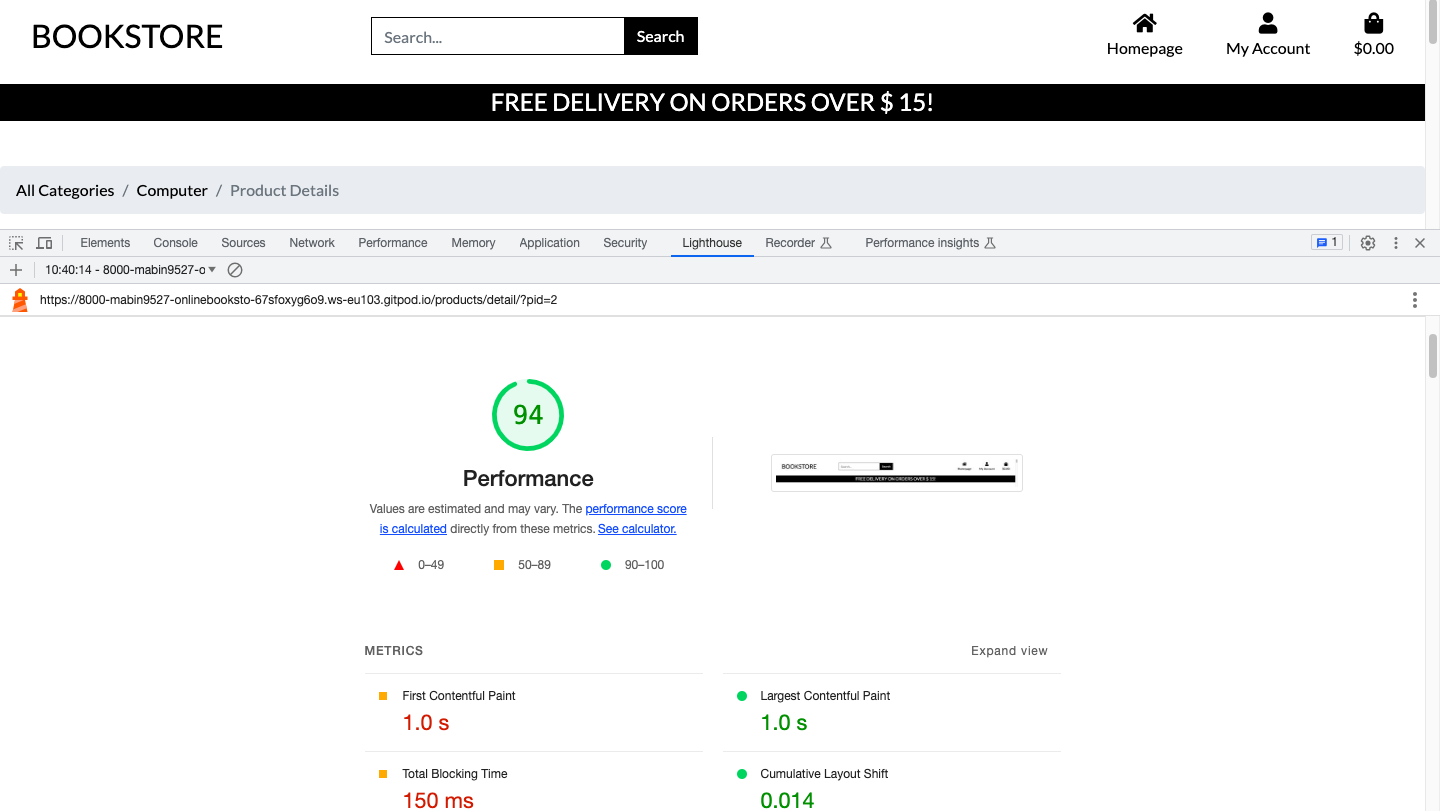 BOOKSTORE
Search...
Search
Homepage
My Account
$0.00
FREE DELIVERY ON ORDERS OVER $ 15!
All Categories / Computer / Product Details
Elements Console Sources Network Performance Memory Application Security Lighthouse Recorder Performance insights 1
10:40:14 - 8000-mabin9527-o
https://8000-mabin9527-onlinebooksto-67sfoxyg6o9.ws-eu103.gitpod.io/products/detail/?pid=2
94
Performance
Values are estimated and may vary. The performance score
is calculated directly from these metrics. See calculator.
0–49 50–89 90–100
BOOKSTORE
Search
FREE DELIVERY ON ORDERS OVER $ 15!
METRICS
Expand view
First Contentful Paint
1.0 s
Largest Contentful Paint
1.0 s
Total Blocking Time
150 ms
Cumulative Layout Shift
0.014